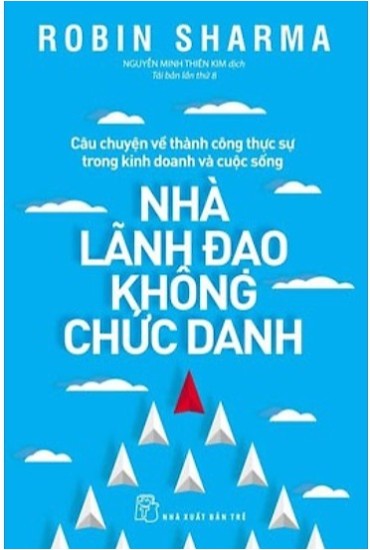 ROBIN SHARMA
NGUYỄN MINH THIÊN KIM dịch
Tái bản lần thứ 8
Câu chuyện về thành công thực sự
trong kinh doanh và cuộc sống
NHÀ
LÃNH ĐẠO
KHÔNG
CHỨC DANH
NHÀ XUẤT BẢN TRẺ